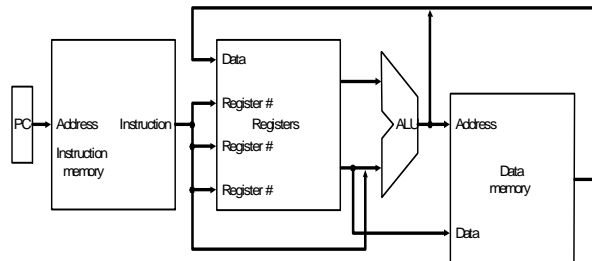 PC
Address
Instruction
Instruction
memory
Data
Register #
Registers
Register #
Register #
ALU
Address
Data
memory
Data